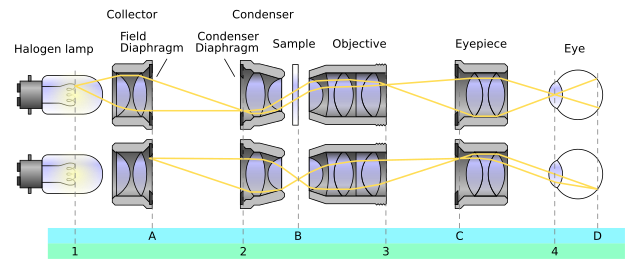 Collector
Condenser
Field
Diaphragm
Condenser
Diaphragm
Halogen lamp
Sample
Objective
Eyepiece
Eye
A
B
C
D
1
2
3
4